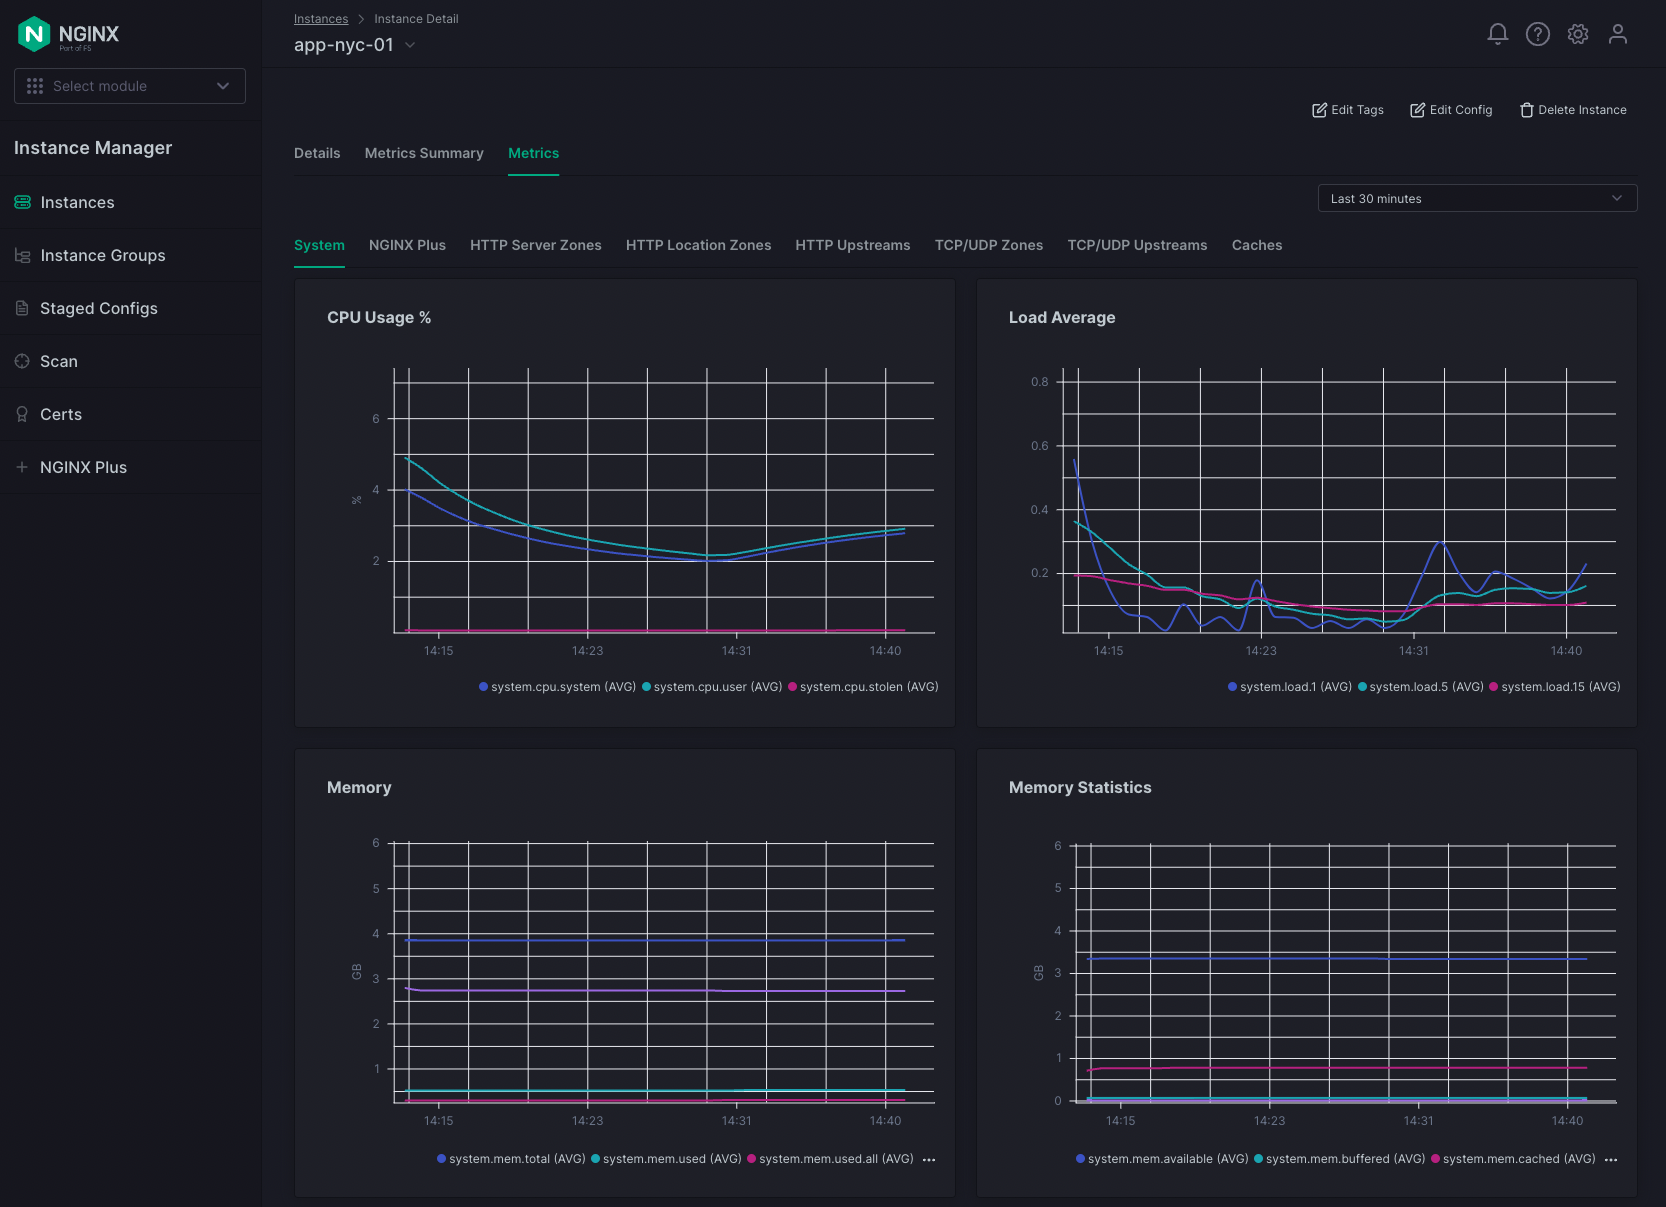 NGINX
Part of F5
Select module
Instance Manager
Instances
Instance Groups
Staged Configs
Scan
Certs
NGINX Plus
Instances > Instance Detail
app-nyc-01
Edit Tags Edit Config Delete Instance
Details Metrics Summary Metrics
Last 30 minutes
System NGINX Plus HTTP Server Zones HTTP Location Zones HTTP Upstreams TCP/UDP Zones TCP/UDP Upstreams Caches
CPU Usage %
6
4
2
%
14:15 14:23 14:31 14:40
system.cpu.system (AVG) system.cpu.user (AVG) system.cpu.stolen (AVG)
Load Average
0.8
0.6
0.4
0.2
14:15 14:23 14:31 14:40
system.load.1 (AVG) system.load.5 (AVG) system.load.15 (AVG)
Memory
6
5
4
3
2
1
GB
14:15 14:23 14:31 14:40
system.mem.total (AVG) system.mem.used (AVG) system.mem.used.all (AVG) ...
Memory Statistics
6
5
4
3
2
1
0
GB
14:15 14:23 14:31 14:40
system.mem.available (AVG) system.mem.buffered (AVG) system.mem.cached (AVG) ...